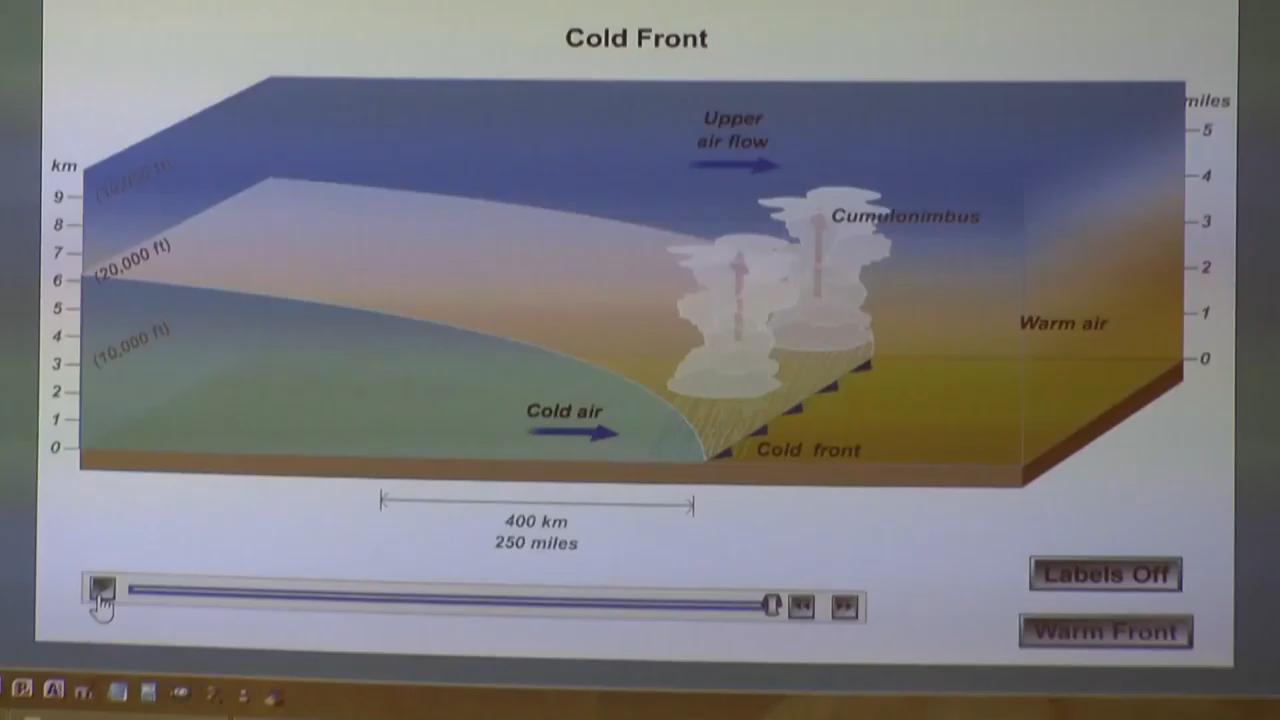 Cold Front
Upper
air flow
miles
5
km
9
8
7
6
5
4
3
2
1
0
(20,000 ft)
(10,000 ft)
4
3
2
1
0
Cumulonimbus
Warm air
Cold air
Cold front
400 km
250 miles
Labels Off
Warm Front